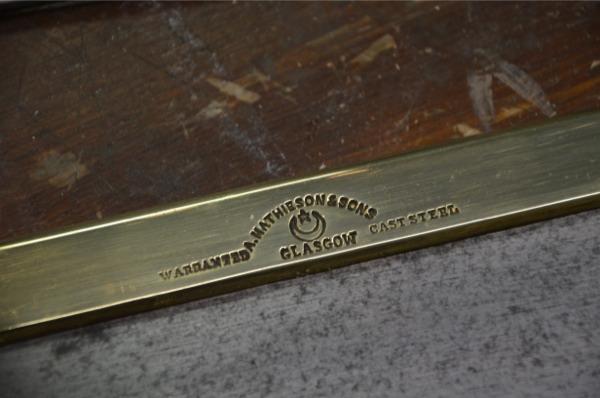 A. MATHIESON & SONS
WARRANTED CAST STEEL
GLASGOW